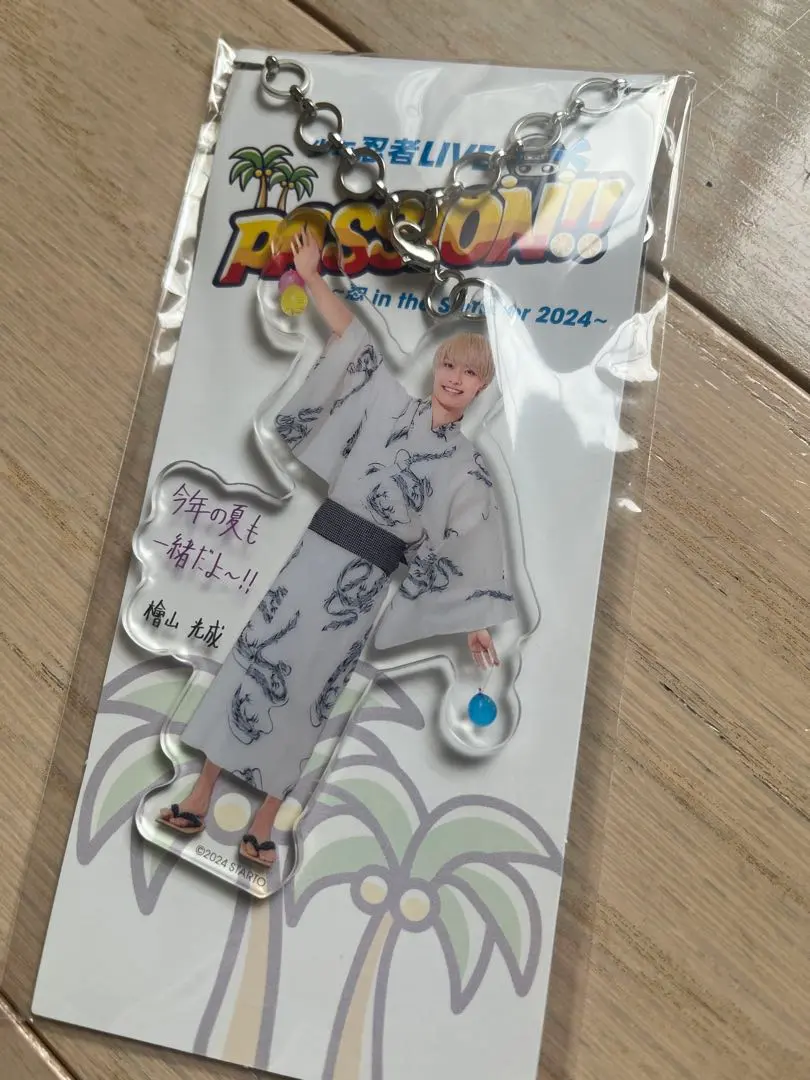 忍者LIVE
PASSION!!
~忍 in the Summer 2024~
今年の夏も
一緒だよ〜!!
檜山 光成
©2024 STARTO